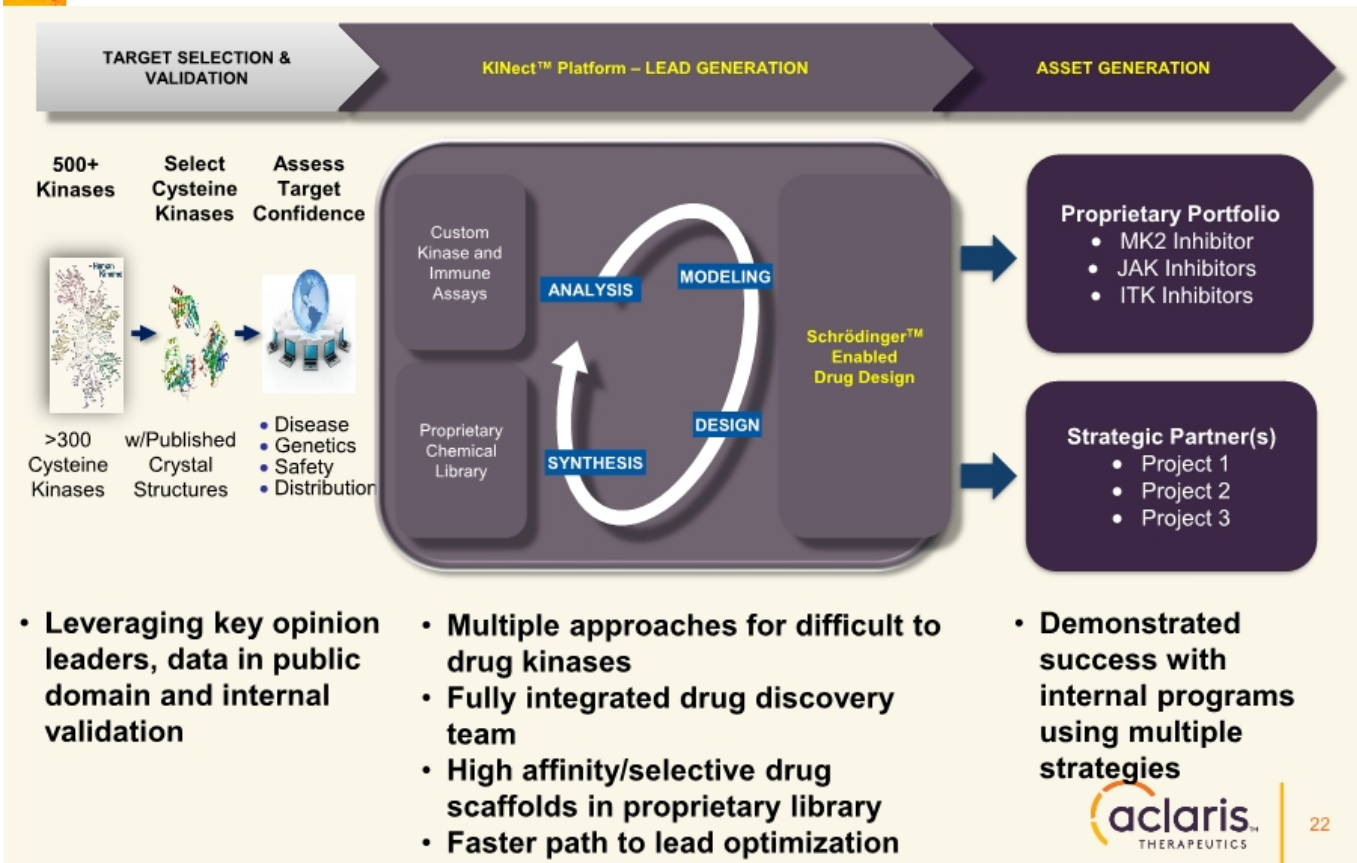 TARGET SELECTION &
VALIDATION
KINect™ Platform – LEAD GENERATION
ASSET GENERATION
500+
Kinases
Select
Cysteine
Kinases
Assess
Target
Confidence
>300
Cysteine
Kinases
w/Published
Crystal
Structures
• Disease
• Genetics
• Safety
• Distribution
Custom
Kinase and
Immune
Assays
Proprietary
Chemical
Library
ANALYSIS
MODELING
DESIGN
SYNTHESIS
Schrödinger™
Enabled
Drug Design
Proprietary Portfolio
• MK2 Inhibitor
• JAK Inhibitors
• ITK Inhibitors
Strategic Partner(s)
• Project 1
• Project 2
• Project 3
• Leveraging key opinion
leaders, data in public
domain and internal
validation
• Multiple approaches for difficult to
drug kinases
• Fully integrated drug discovery
team
• High affinity/selective drug
scaffolds in proprietary library
• Faster path to lead optimization
• Demonstrated
success with
internal programs
using multiple
strategies
aclaris™
THERAPEUTICS
22